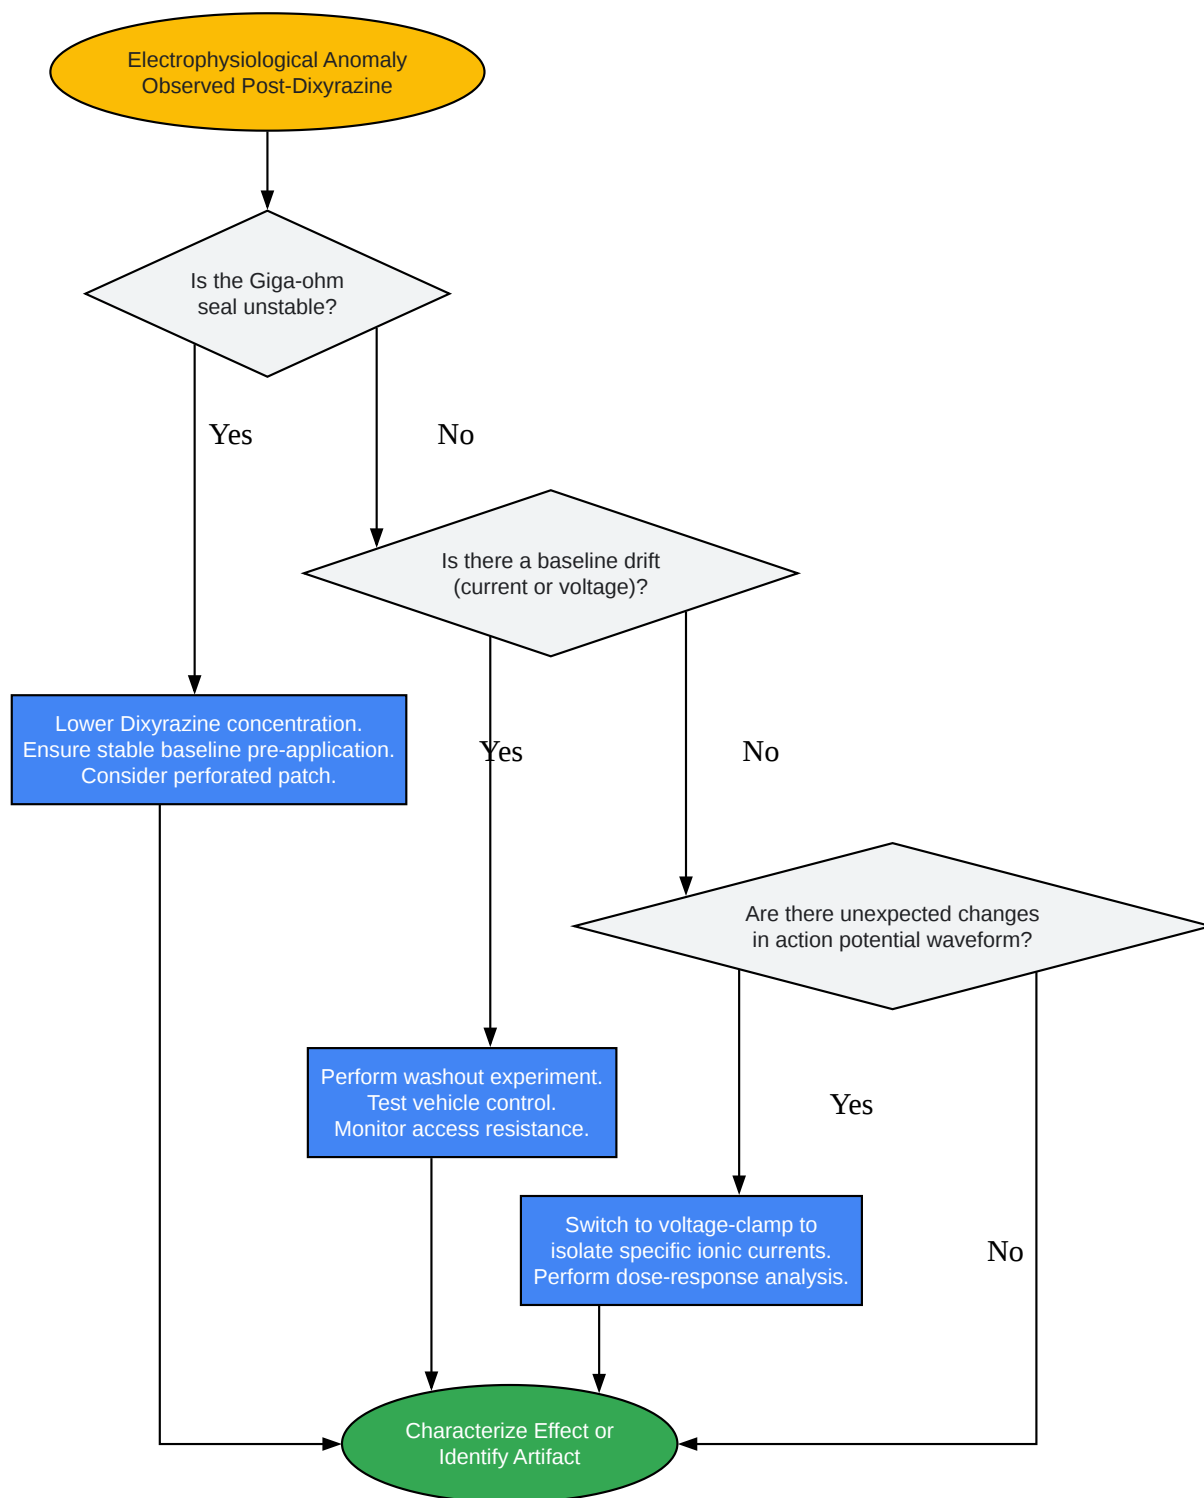 Electrophysiological Anomaly
Observed Post-Dixyrazine
Is the Giga-ohm
seal unstable?
Yes
No
Is there a baseline drift
(current or voltage)?
Lower Dixyrazine concentration.
Ensure stable baseline pre-application.
Consider perforated patch.
Yes
No
Are there unexpected changes
in action potential waveform?
Perform washout experiment.
Test vehicle control.
Monitor access resistance.
Yes
Switch to voltage-clamp to
isolate specific ionic currents.
Perform dose-response analysis.
No
Characterize Effect or
Identify Artifact